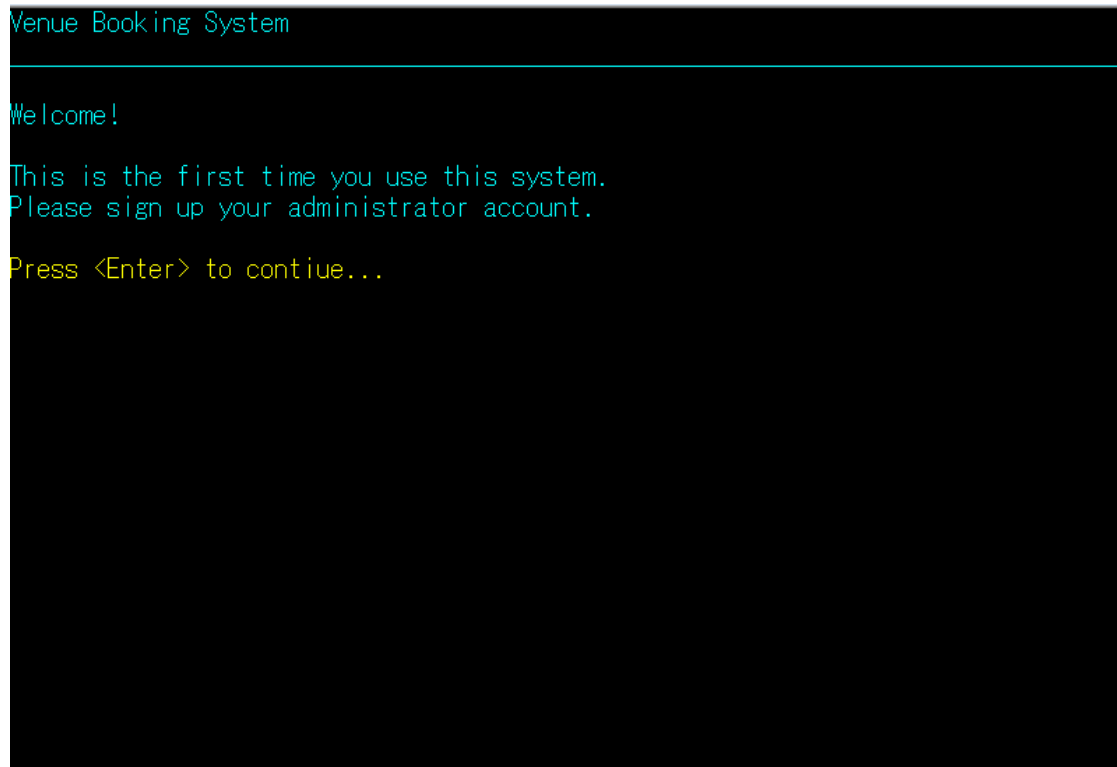 Venue Booking System
Welcome!
This is the first time you use this system.
Please sign up your administrator account.
Press <Enter> to contiue...